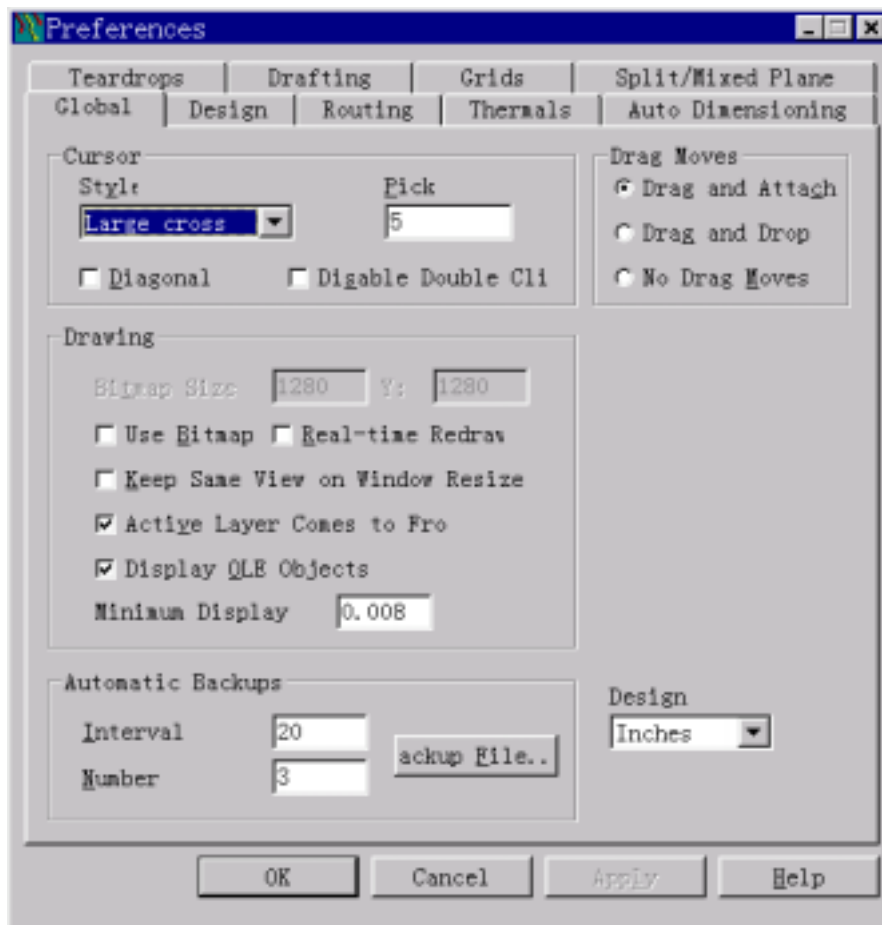 Preferences
Teardrops Drafting Grids Split/Mixed Plane
Global Design Routing Thermals Auto Dimensioning
Cursor
Style Pick
Large cross 5
Diagonal Disable Double Cli
Drag Moves
Drag and Attach
Drag and Drop
No Drag Moves
Drawing
Bitmap Size 1280 Y: 1280
Use Bitmap Real-time Redraw
Keep Same View on Window Resize
Active Layer Comes to Fro
Display OLE Objects
Minimum Display 0.008
Automatic Backups
Interval 20
Number 3
ackup File..
Design
Inches
OK Cancel Apply Help